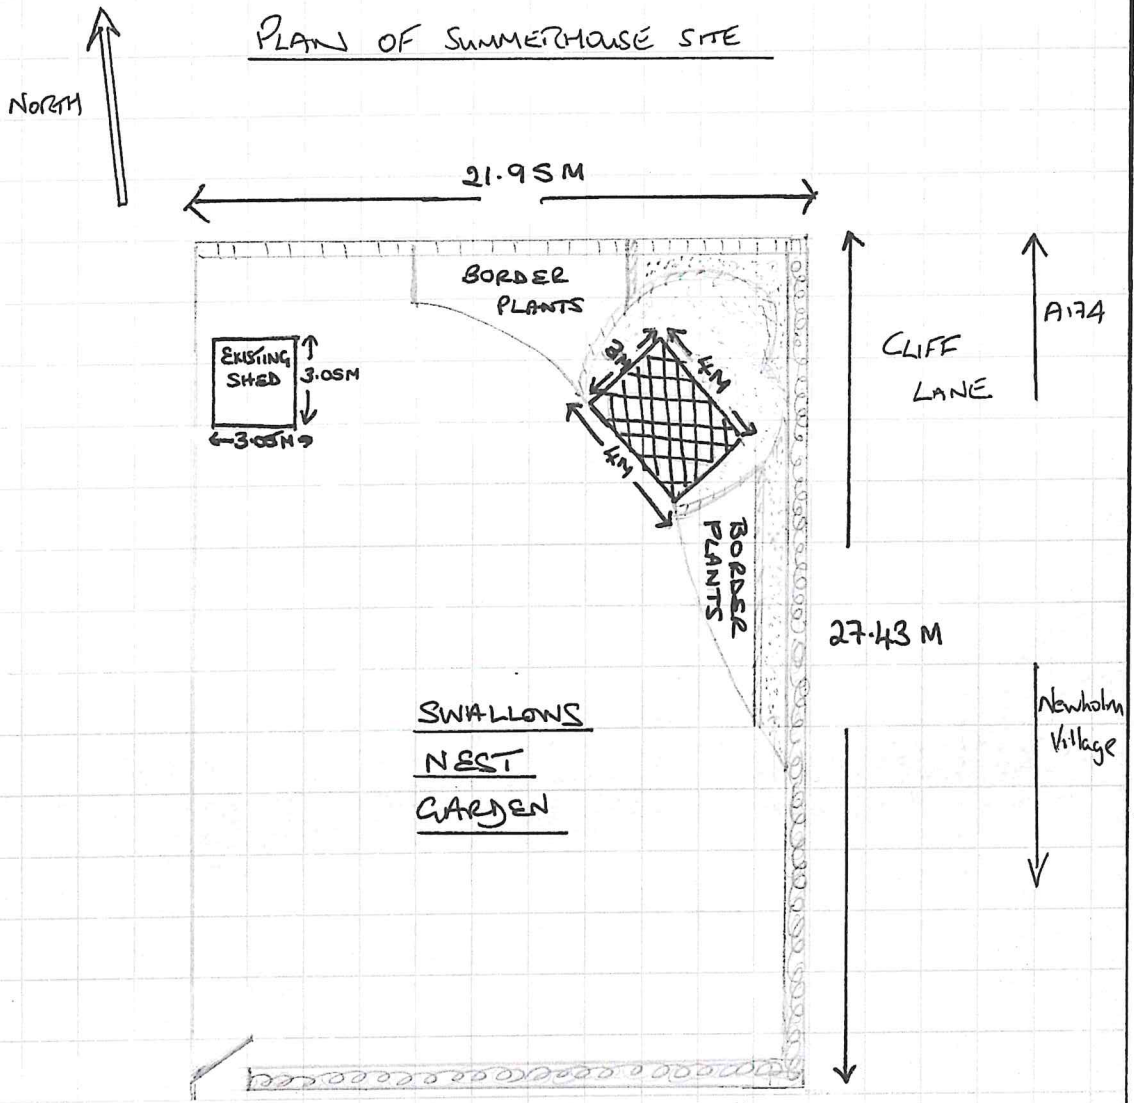 PLAN OF SUMMERHOUSE SITE
NORTH
21.95M
BORDER
PLANTS
EXISTING
SHED
3.05M
3.05M
3M
4M
4M
BORDER
PLANTS
CLIFF
LANE
A174
27.43 M
Newholm
Village
SWALLOWS
NEST
GARDEN